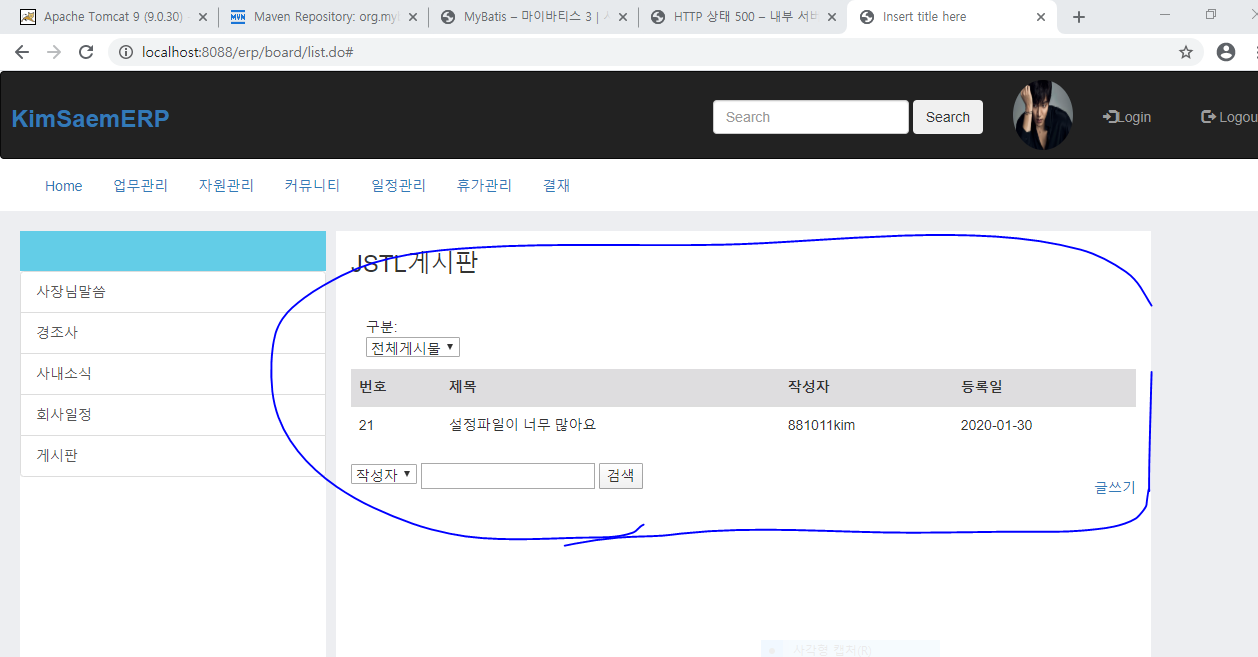 Apache Tomcat 9 (9.0.30)
MVN Maven Repository: org.my
MyBatis – 마이바티스 3 |
HTTP 상태 500 – 내부 서버
Insert title here
localhost:8088/erp/board/list.do#
KimSaemERP
Search
Search
Login
Logou
Home
업무관리
자원관리
커뮤니티
일정관리
휴가관리
결재
사장님말씀
경조사
사내소식
회사일정
게시판
JSTL게시판
구분:
전체게시물
번호 제목 작성자 등록일
21 설정파일이 너무 많아요 881011kim 2020-01-30
작성자 검색
글쓰기
사각형 캡처(R)